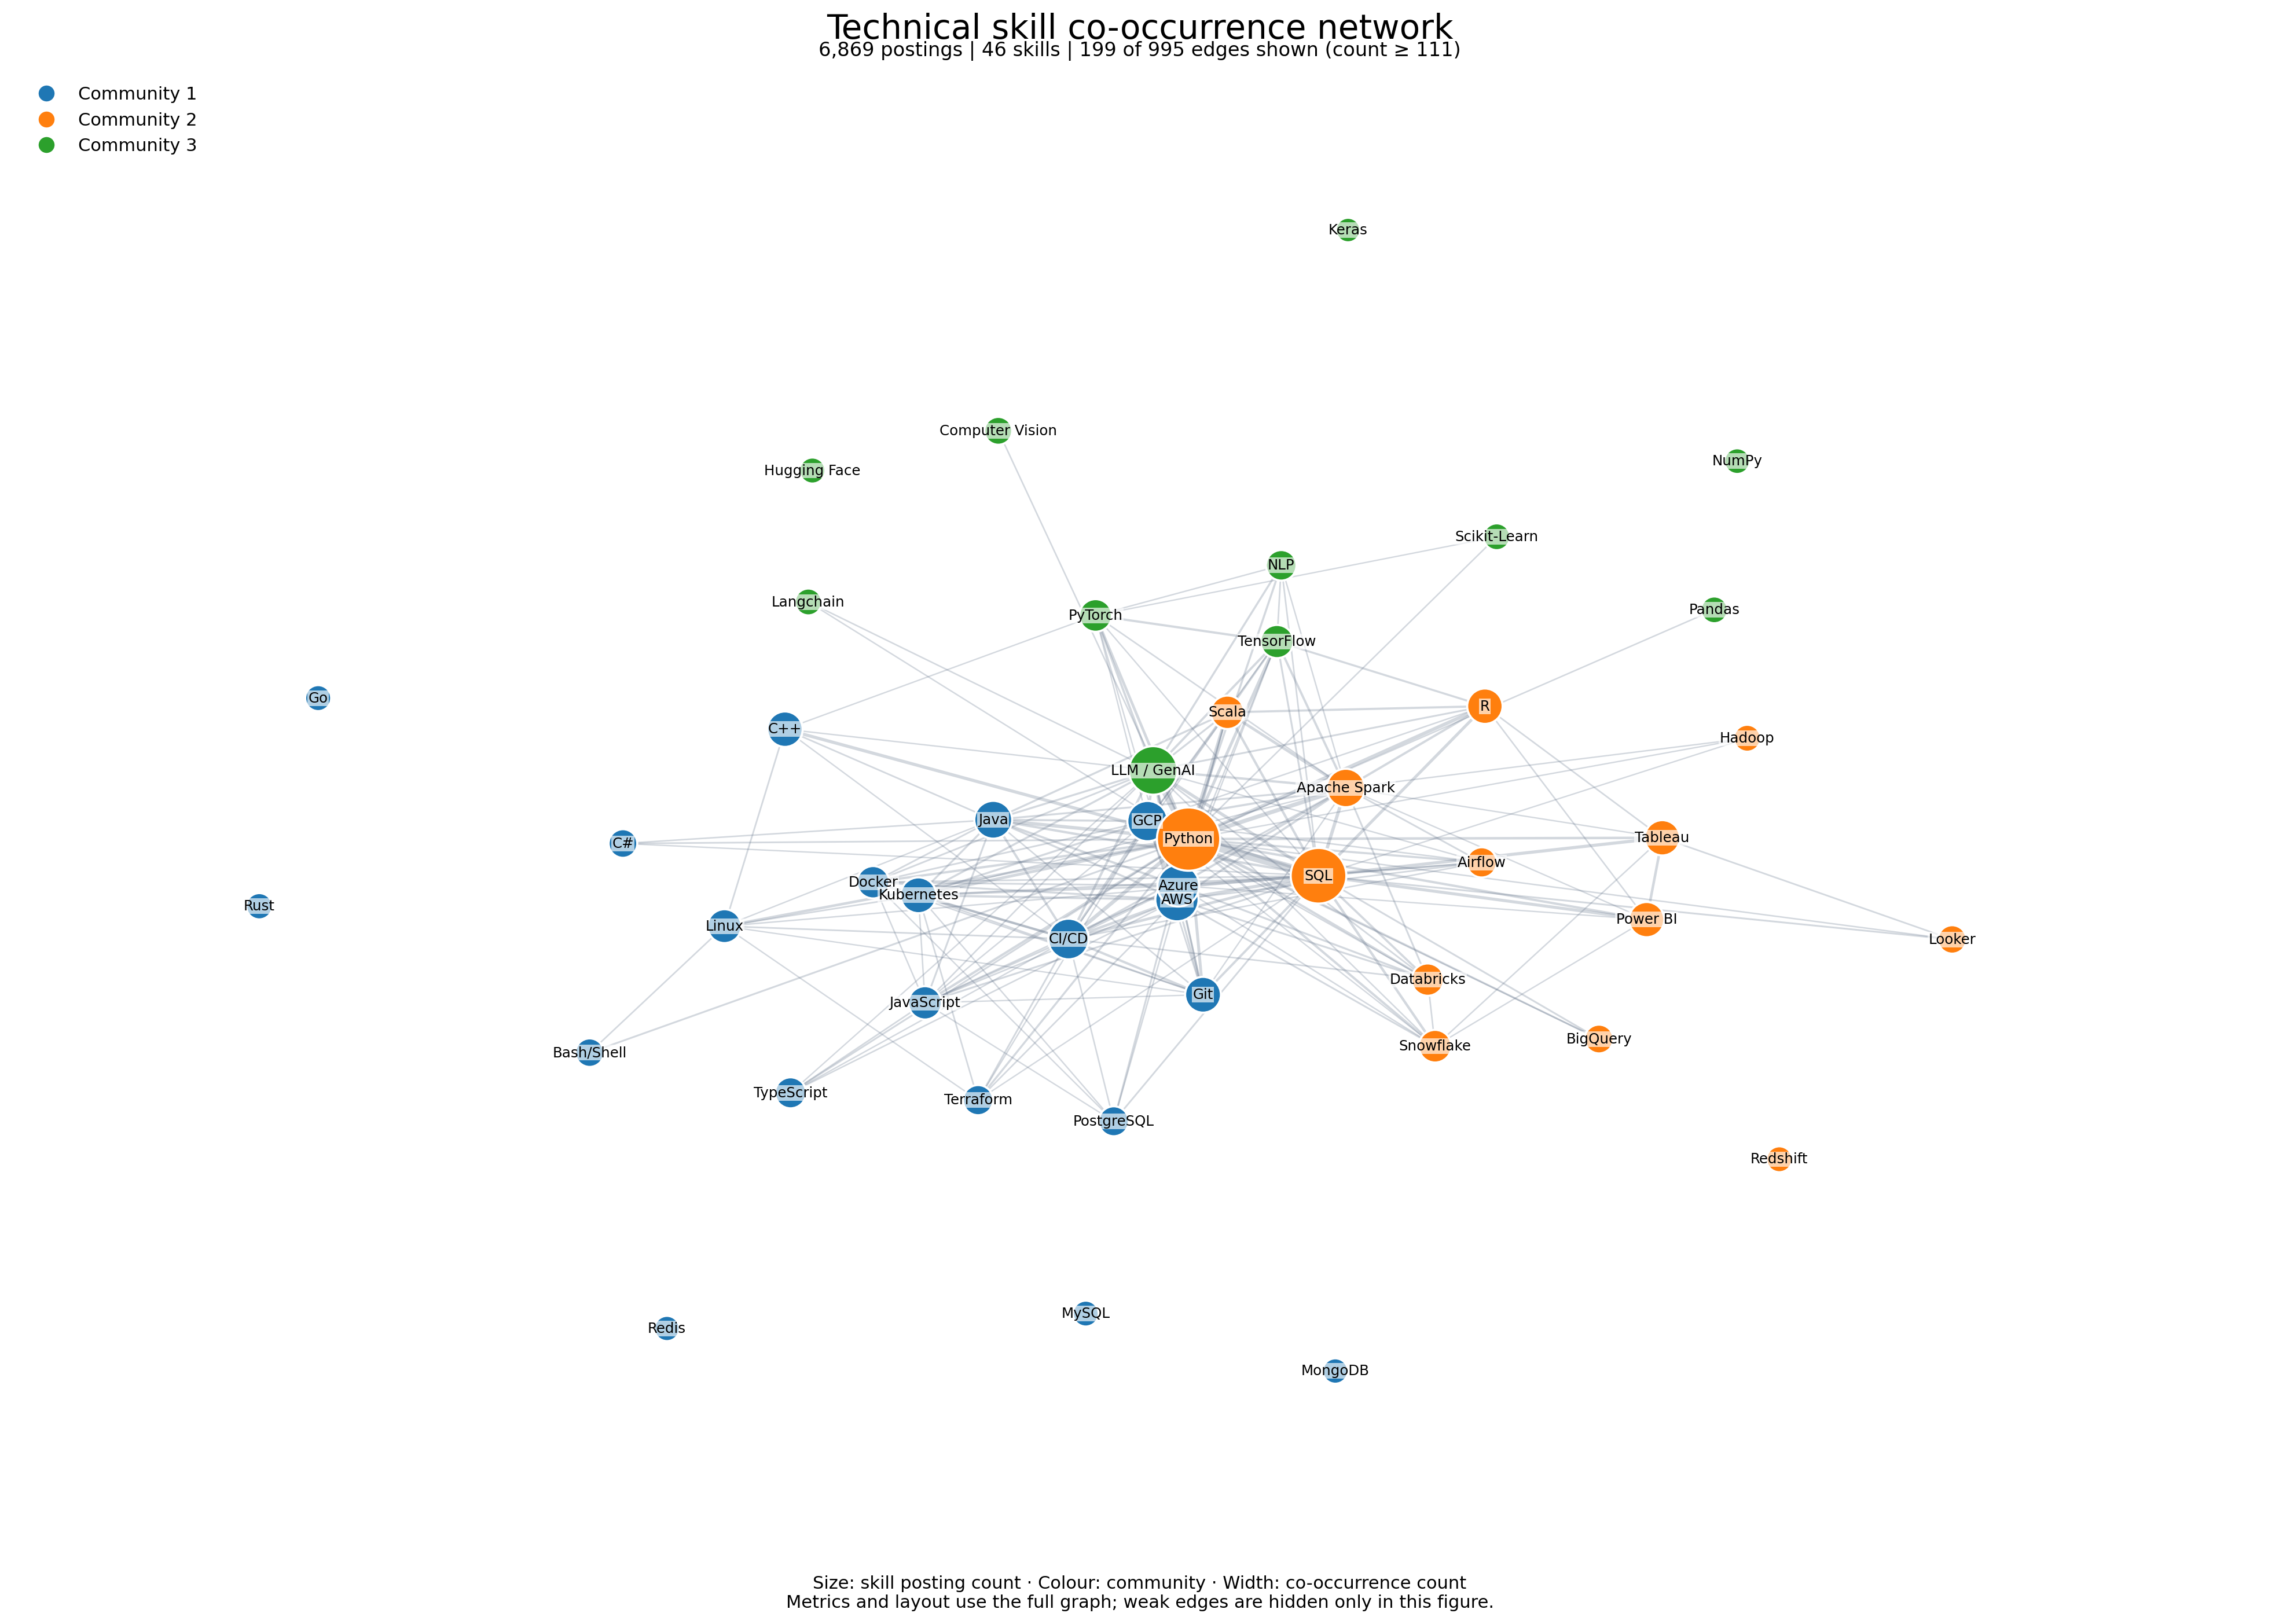 Technical skill co-occurrence network
6,869 postings | 46 skills | 199 of 995 edges shown (count ≥ 111)
Community 1
Community 2
Community 3
Keras
Computer Vision
Hugging Face
NumPy
Scikit-Learn
NLP
Langchain
Pandas
PyTorch
TensorFlow
Go
R
Scala
C++
Hadoop
LLM / GenAI
Apache Spark
Java
GCP
Python
Tableau
C#
Airflow
SQL
Docker
Azure
Kubernetes
AWS
Rust
Power BI
Linux
CI/CD
Looker
Databricks
Git
JavaScript
BigQuery
Snowflake
Bash/Shell
TypeScript
Terraform
PostgreSQL
Redshift
MySQL
Redis
MongoDB
Size: skill posting count · Colour: community · Width: co-occurrence count
Metrics and layout use the full graph; weak edges are hidden only in this figure.